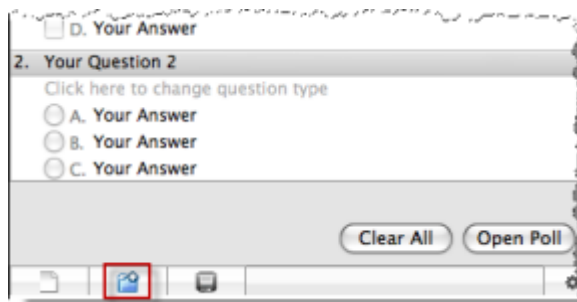 D. Your Answer
2. Your Question 2
Click here to change question type
A. Your Answer
B. Your Answer
C. Your Answer
Clear All Open Poll